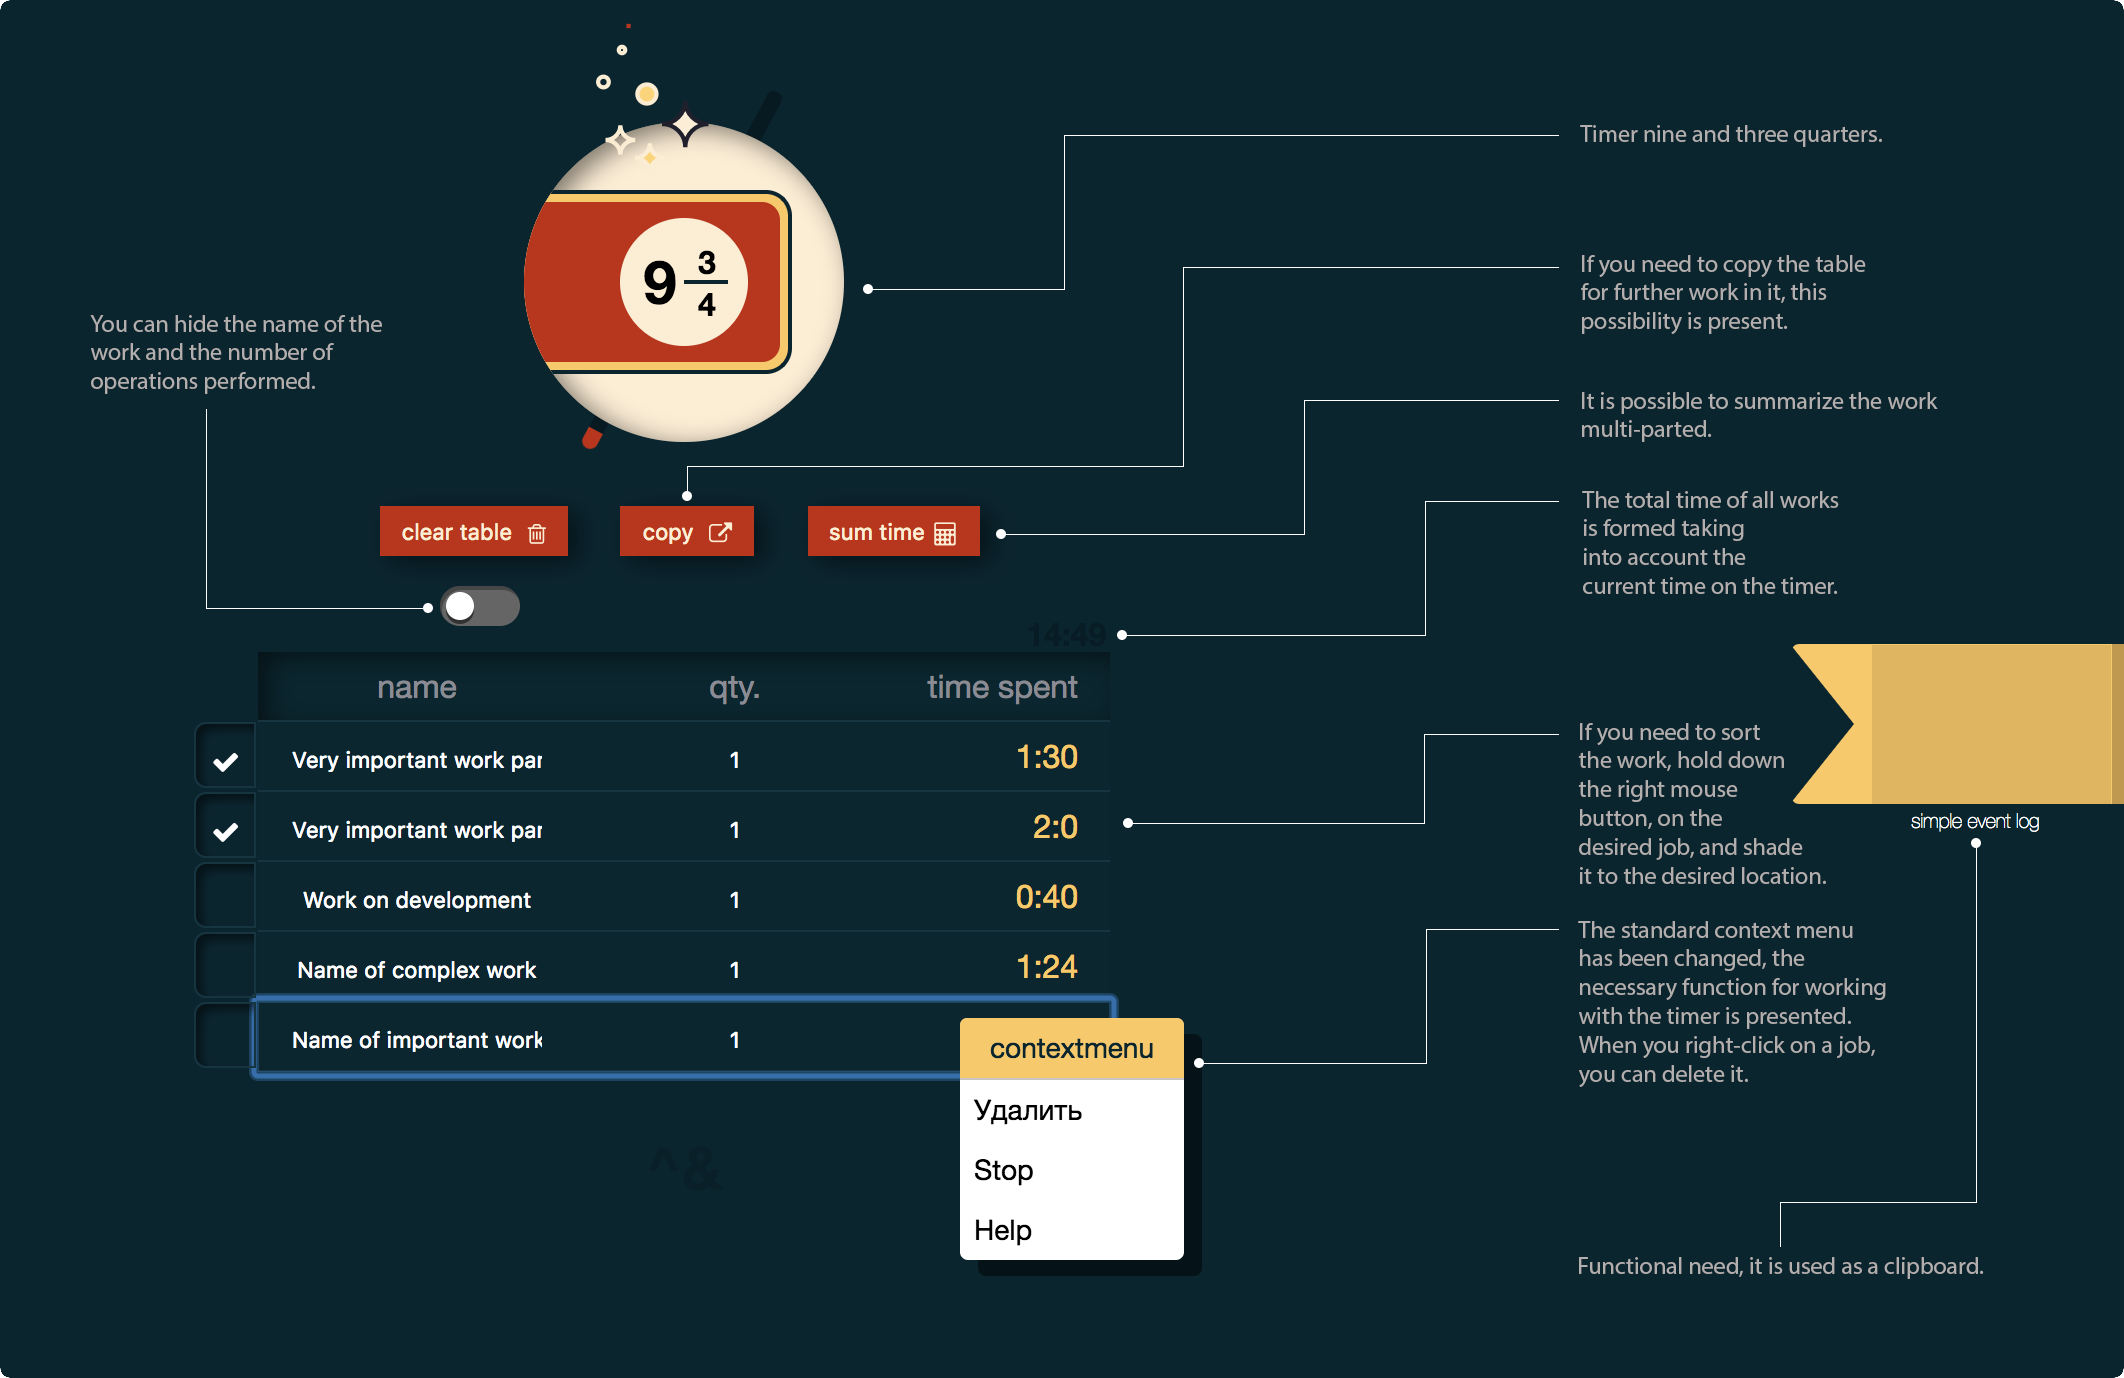 Timer nine and three quarters.
9 3/4
If you need to copy the table
for further work in it, this
possibility is present.
You can hide the name of the
work and the number of
operations performed.
It is possible to summarize the work
multi-parted.
clear table
copy
sum time
The total time of all works
is formed taking
into account the
current time on the timer.
14:49
name qty. time spent
Very important work par 1 1:30
Very important work par 1 2:0
Work on development 1 0:40
Name of complex work 1 1:24
Name of important work 1
If you need to sort
the work, hold down
the right mouse
button, on the
desired job, and shade
it to the desired location.
simple event log
The standard context menu
has been changed, the
necessary function for working
with the timer is presented.
When you right-click on a job,
you can delete it.
contextmenu
Удалить
Stop
Help
^&
Functional need, it is used as a clipboard.